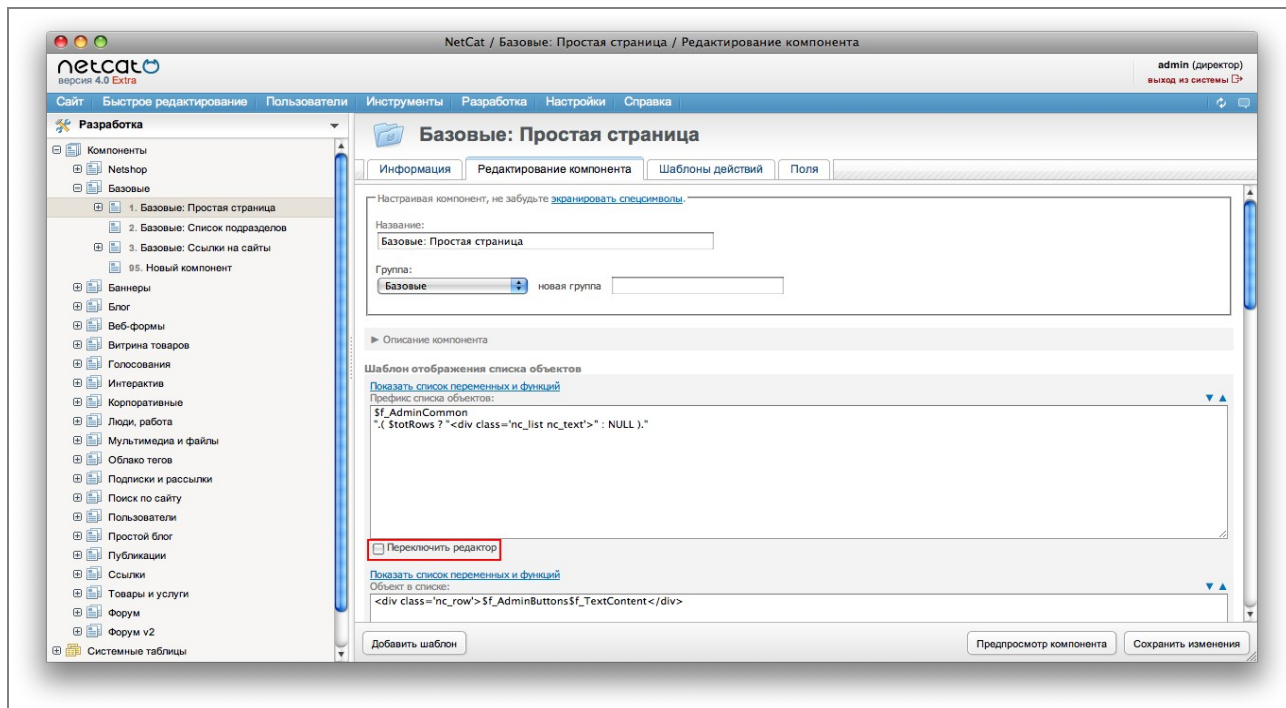 NetCat / Базовые: Простая страница / Редактирование компонента
netcat
версия 4.0 Extra
admin (директор)
выход из системы
Сайт Быстрое редактирование Пользователи Инструменты Разработка Настройки Справка
Разработка
Компоненты
Netshop
Базовые
1. Базовые: Простая страница
2. Базовые: Список подразделов
3. Базовые: Ссылки на сайты
95. Новый компонент
Баннеры
Блог
Веб-формы
Витрина товаров
Голосования
Интерактив
Корпоративные
Люди, работа
Мультимедиа и файлы
Облако тегов
Подписки и рассылки
Поиск по сайту
Пользователи
Простой блог
Публикации
Ссылки
Товары и услуги
Форум
Форум v2
Системные таблицы
Базовые: Простая страница
Информация Редактирование компонента Шаблоны действий Поля
Настраивая компонент, не забудьте экранировать спецсимволы.
Название:
Базовые: Простая страница
Группа:
Базовые новая группа
Описание компонента
Шаблон отображения списка объектов
Показать список переменных и функций
Префикс списка объектов:
$f_AdminCommon
".( $totRows ? "<div class='nc_list nc_text'>" : NULL )."
Переключить редактор
Показать список переменных и функций
Объект в списке:
<div class='nc_row'>$f_AdminButtons$f_TextContent</div>
Добавить шаблон Предпросмотр компонента Сохранить изменения